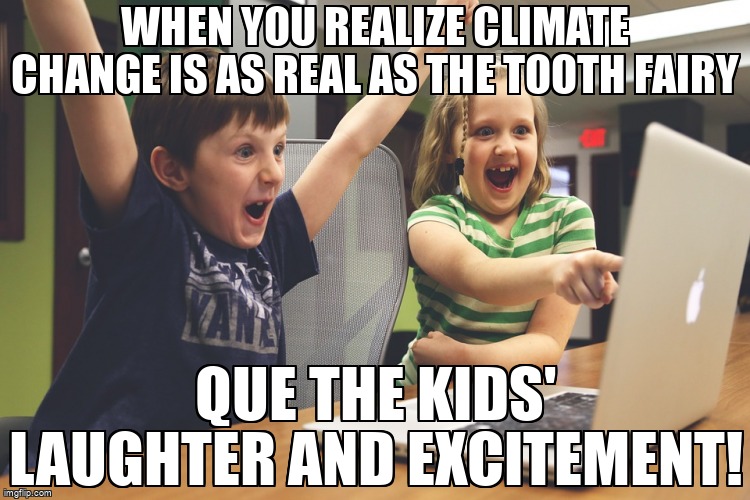 WHEN YOU REALIZE CLIMATE
CHANGE IS AS REAL AS THE TOOTH FAIRY
YANK
QUE THE KIDS'
LAUGHTER AND EXCITEMENT!
imgflip.com